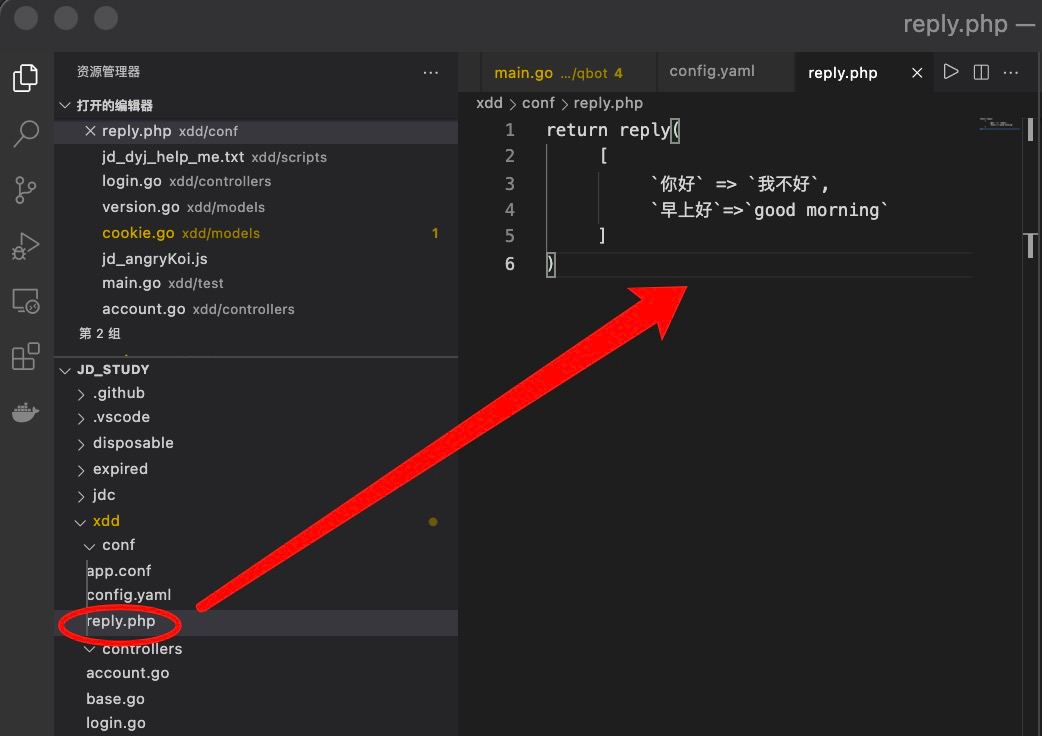 reply.php —
资源管理器
打开的编辑器
reply.php xdd/conf
jd_dyj_help_me.txt xdd/scripts
login.go xdd/controllers
version.go xdd/models
cookie.go xdd/models 1
jd_angryKoi.js
main.go xdd/test
account.go xdd/controllers
第 2 组
JD_STUDY
.github
.vscode
disposable
expired
jdc
xdd
conf
app.conf
config.yaml
reply.php
controllers
account.go
base.go
login.go
main.go .../qbot 4
config.yaml
reply.php
xdd > conf > reply.php
1 return reply(
2 [
3 `你好` => `我不好`,
4 `早上好`=>`good morning`
5 ]
6 )